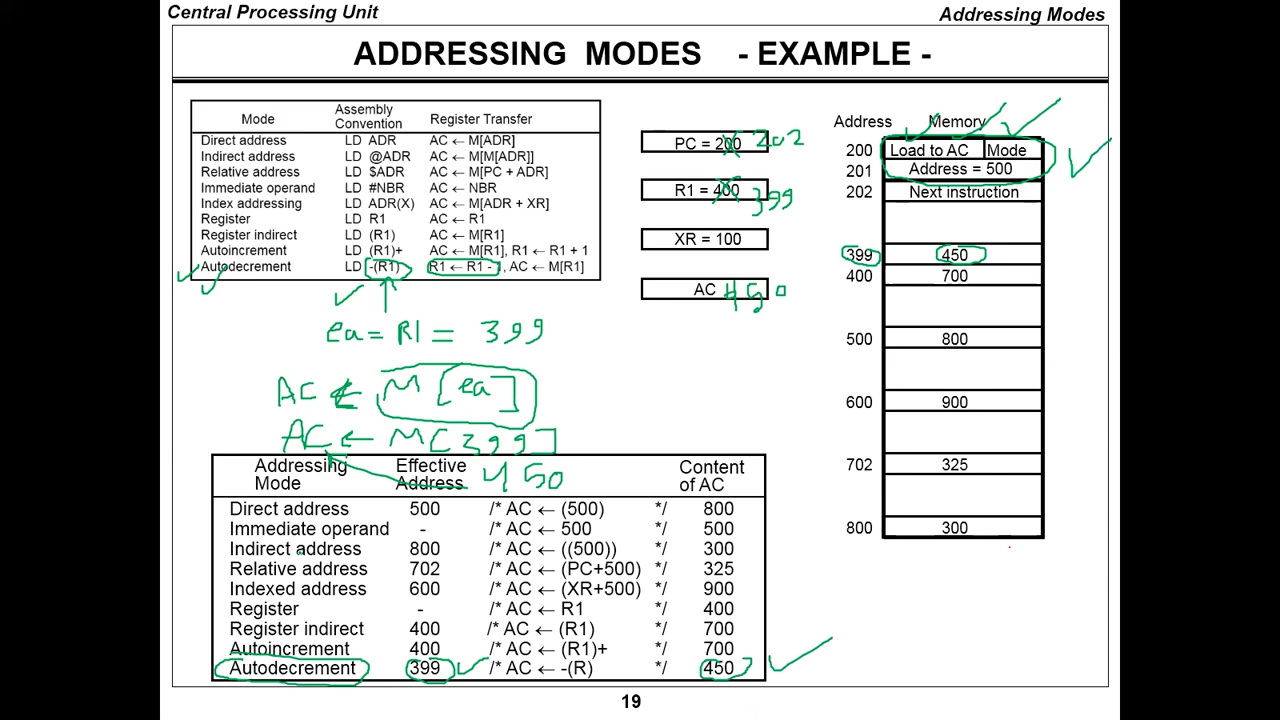 Central Processing Unit
Addressing Modes
ADDRESSING MODES - EXAMPLE -
Mode Assembly Convention Register Transfer
Direct address LD ADR AC ← M[ADR]
Indirect address LD @ADR AC ← M[M[ADR]]
Relative address LD $ADR AC ← M[PC + ADR]
Immediate operand LD #NBR AC ← NBR
Index addressing LD ADR(X) AC ← M[ADR + XR]
Register LD R1 AC ← R1
Register indirect LD (R1) AC ← M[R1]
Autoincrement LD (R1)+ AC ← M[R1], R1 ← R1 + 1
Autodecrement LD -(R1) R1 ← R1 - , AC ← M[R1]
PC = 200 202
R1 = 400 399
XR = 100
AC 450
Address Memory
200 Load to AC Mode
201 Address = 500
202 Next instruction
399 450
400 700
500 800
600 900
702 325
800 300
ea = R1 = 399
AC ← M[ea]
AC ← M[399]
450
Addressing Mode Effective Address Content of AC
Direct address 500 /* AC ← (500) */ 800
Immediate operand - /* AC ← 500 */ 500
Indirect address 800 /* AC ← ((500)) */ 300
Relative address 702 /* AC ← (PC+500) */ 325
Indexed address 600 /* AC ← (XR+500) */ 900
Register - /* AC ← R1 */ 400
Register indirect 400 /* AC ← (R1) */ 700
Autoincrement 400 /* AC ← (R1)+ */ 700
Autodecrement 399 /* AC ← -(R) */ 450
19